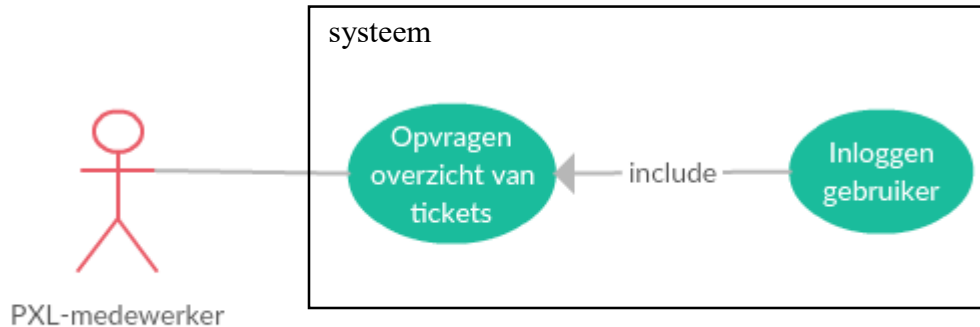 systeem
Opvragen
overzicht van
tickets
include
Inloggen
gebruiker
PXL-medewerker